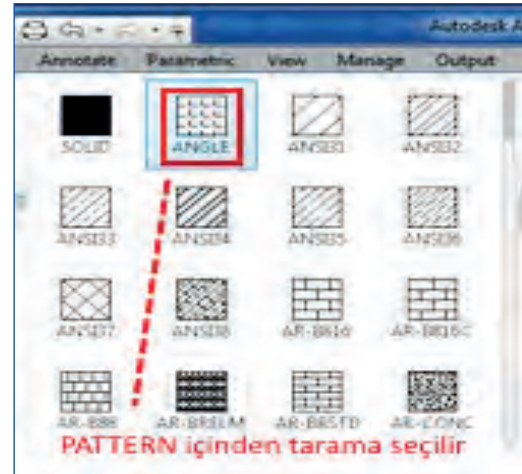 Autodesk A
Annotate Parametric View Manage Output
SOLID ANGLE ANSI31 ANSI32
ANSI33 ANSI34 ANSI35 ANSI36
ANSI37 ANSI38 AR-B816 AR-B816C
AR-B88 AR-BRELM AR-BRSTD AR-CONC
PATTERN içinden tarama seçilir